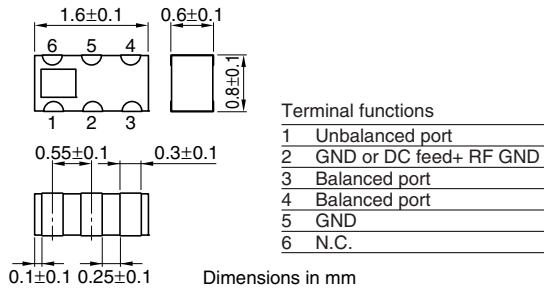 1.6±0.1
0.6±0.1
6 5 4
0.8±0.1
1 2 3
0.55±0.1
0.3±0.1
0.1±0.1
0.25±0.1
Dimensions in mm
Terminal functions
1 Unbalanced port
2 GND or DC feed+ RF GND
3 Balanced port
4 Balanced port
5 GND
6 N.C.